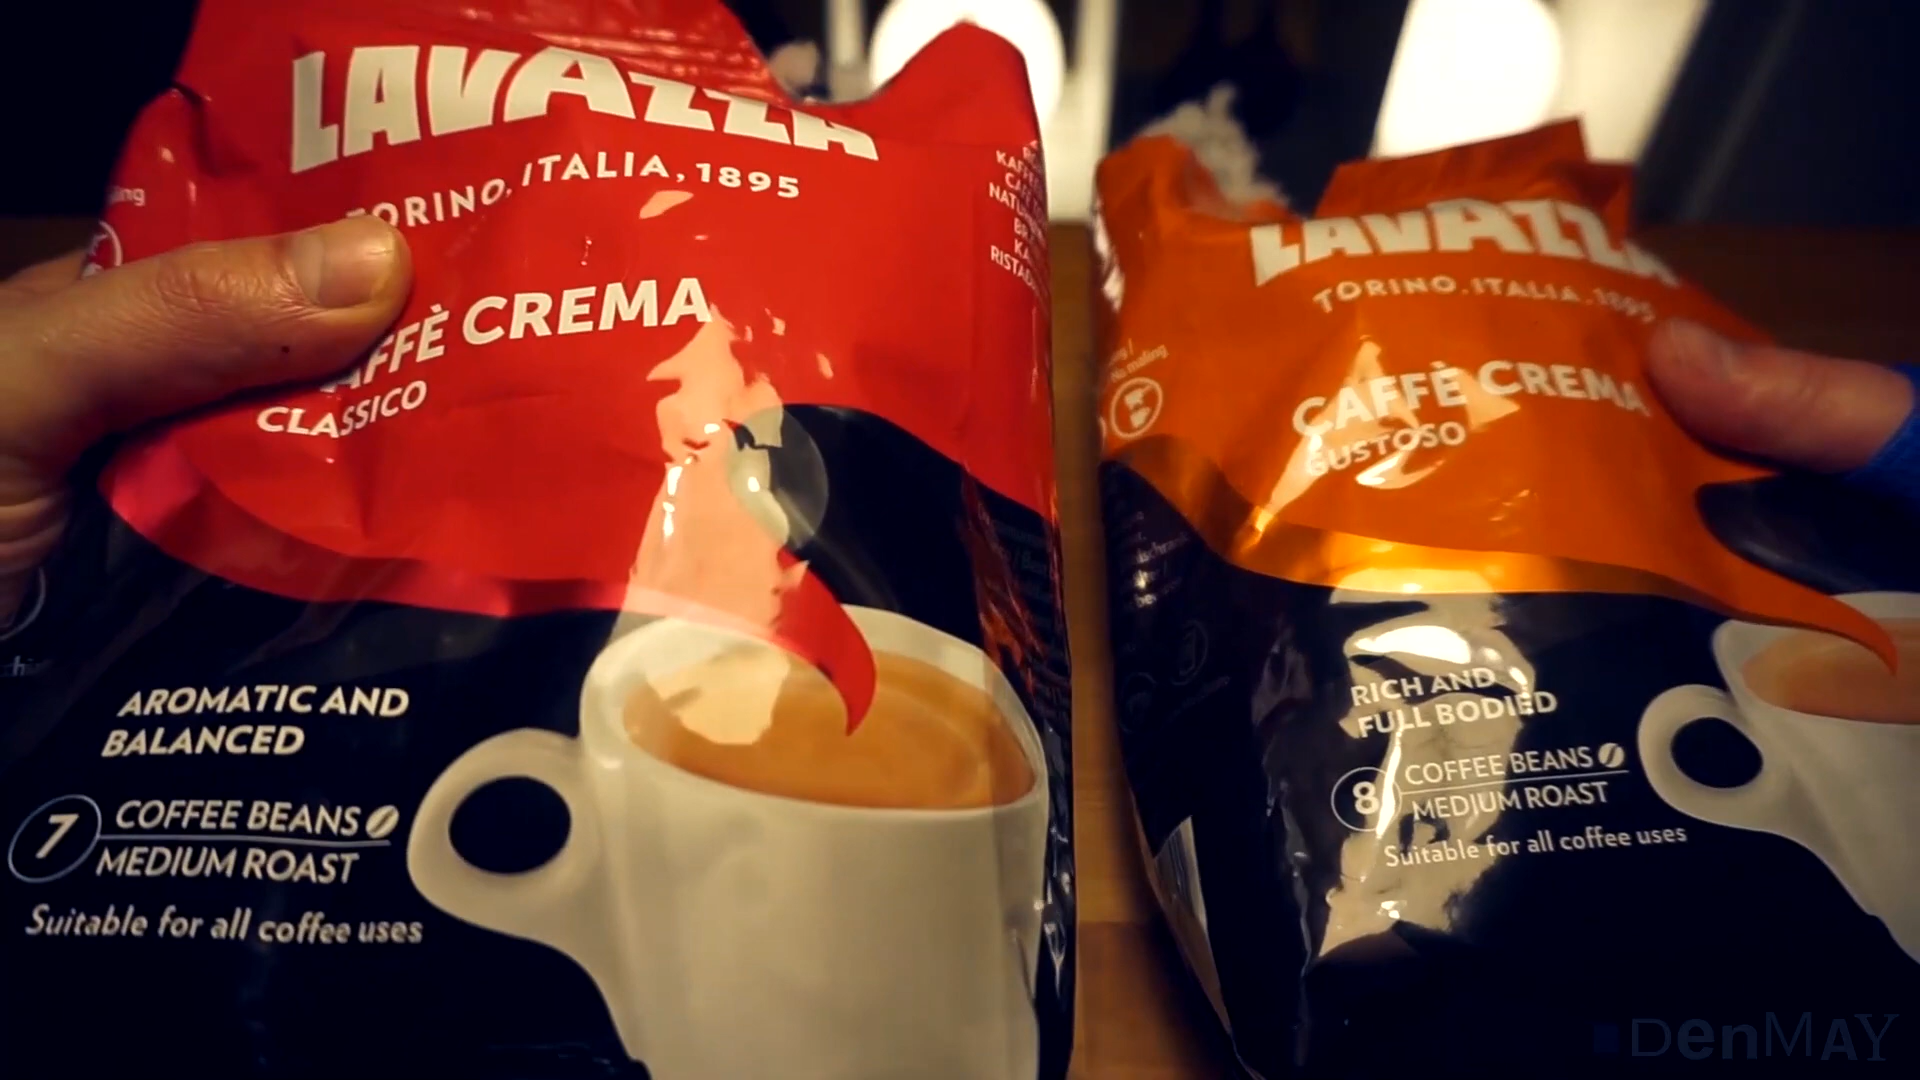 LAVAZZA
TORINO, ITALIA, 1895
CAFFÈ CREMA
CLASSICO
AROMATIC AND
BALANCED
7 COFFEE BEANS
MEDIUM ROAST
Suitable for all coffee uses
LAVAZZA
TORINO, ITALIA, 1895
CAFFÈ CREMA
GUSTOSO
RICH AND
FULL BODIED
8 COFFEE BEANS
MEDIUM ROAST
Suitable for all coffee uses
DenMAY